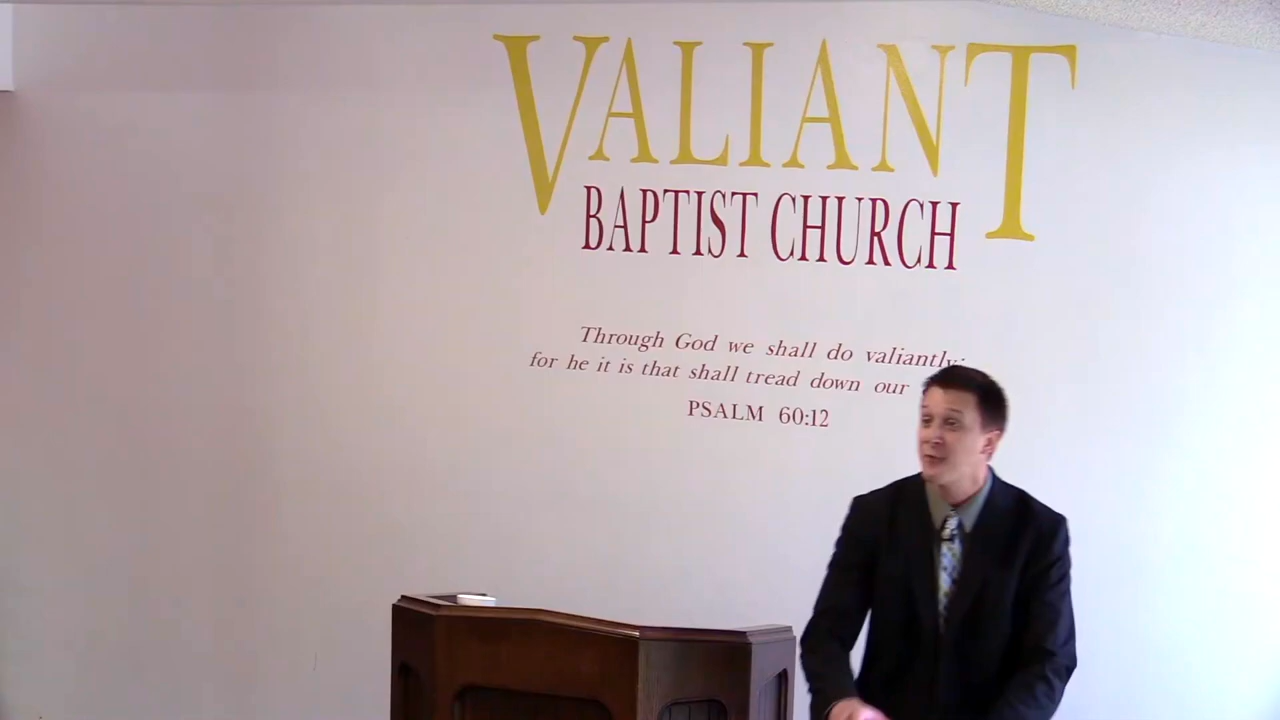 VALIANT
BAPTIST CHURCH
Through God we shall do valiantly:
for he it is that shall tread down our
PSALM 60:12